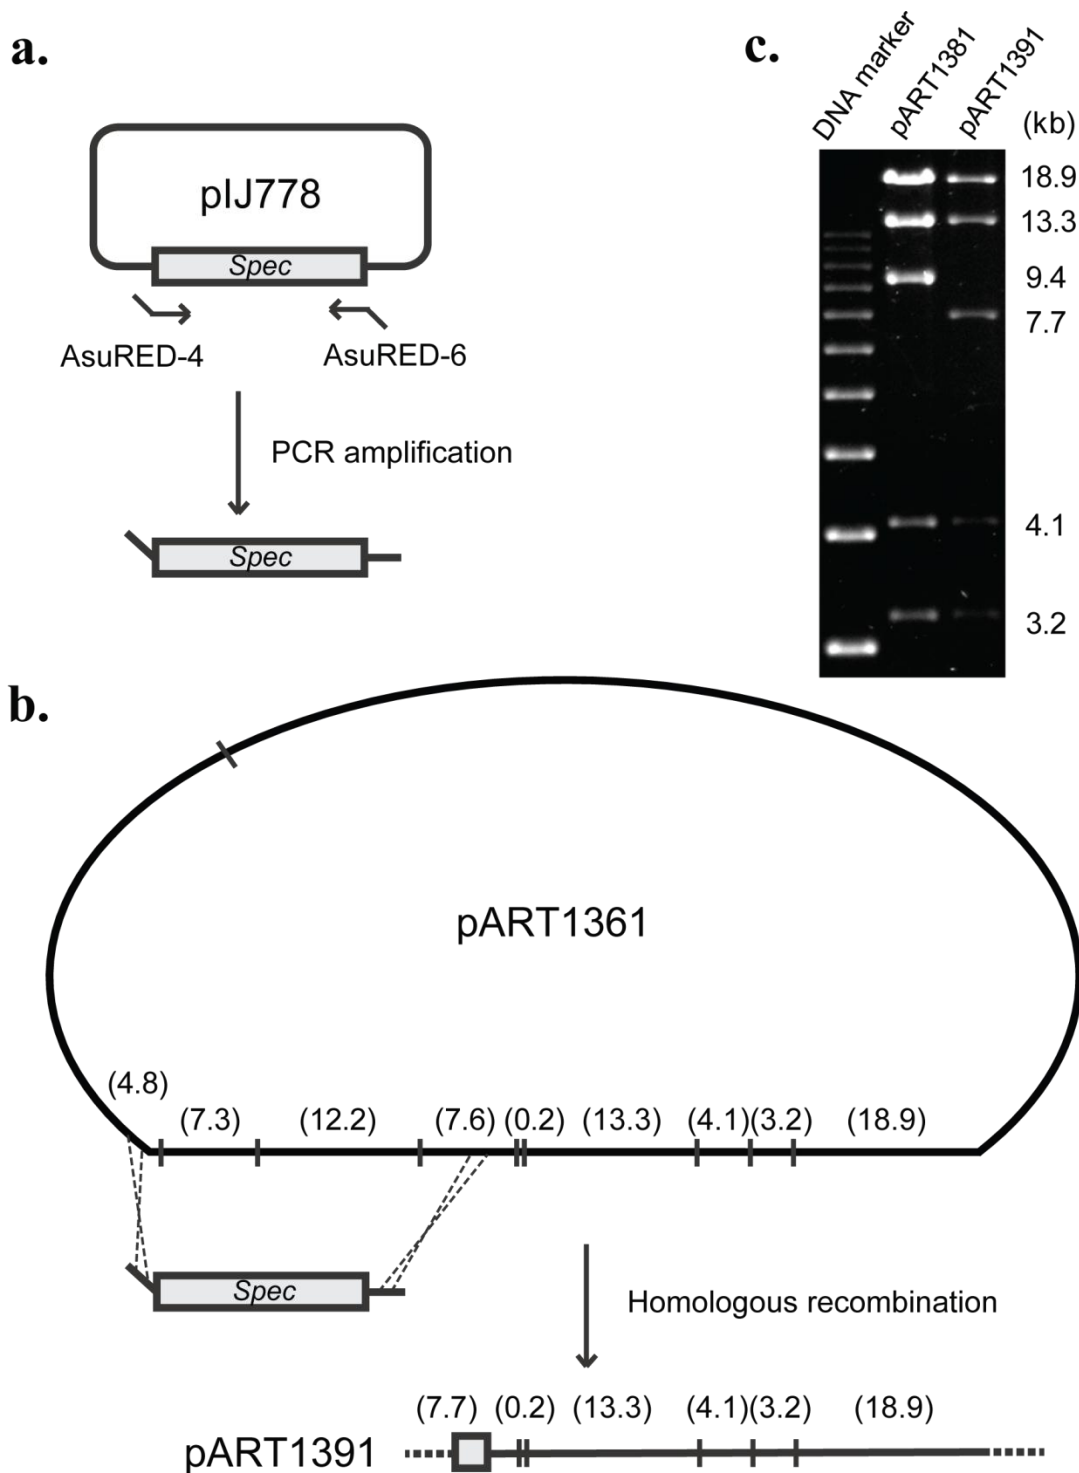 a.
pIJ778
Spec
AsuRED-4
AsuRED-6
PCR amplification
Spec
c.
DNA marker
pART1381
pART1391
(kb)
18.9
13.3
9.4
7.7
4.1
3.2
b.
pART1361
(4.8)
(7.3) (12.2) (7.6) (0.2) (13.3) (4.1) (3.2) (18.9)
Spec
Homologous recombination
(7.7) (0.2) (13.3) (4.1) (3.2) (18.9)
pART1391